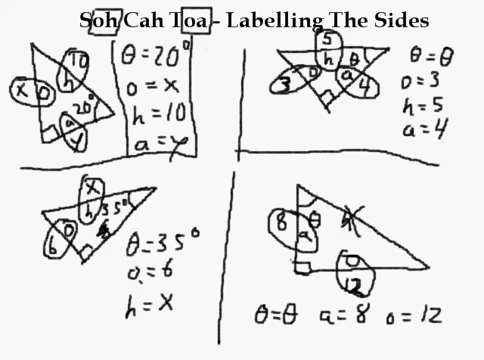 Soh Cah Toa - Labelling The Sides
10
h
x o
20°
a
y
θ = 20°
o = x
h = 10
a = y
5
h
θ
3 o
a 4
θ = θ
o = 3
h = 5
a = 4
x
h
35°
6 o
θ = 35°
o = 6
h = x
8
θ
a
h
o
12
θ = θ a = 8 o = 12